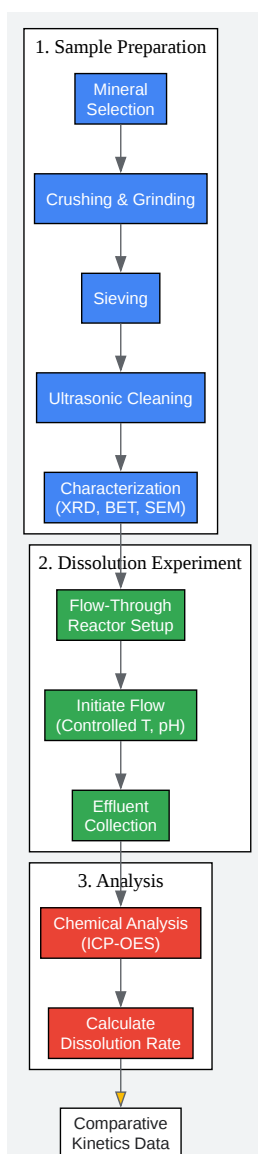 1. Sample Preparation
Mineral
Selection
Crushing & Grinding
Sieving
Ultrasonic Cleaning
Characterization
(XRD, BET, SEM)
2. Dissolution Experiment
Flow-Through
Reactor Setup
Initiate Flow
(Controlled T, pH)
Effluent
Collection
3. Analysis
Chemical Analysis
(ICP-OES)
Calculate
Dissolution Rate
Comparative
Kinetics Data